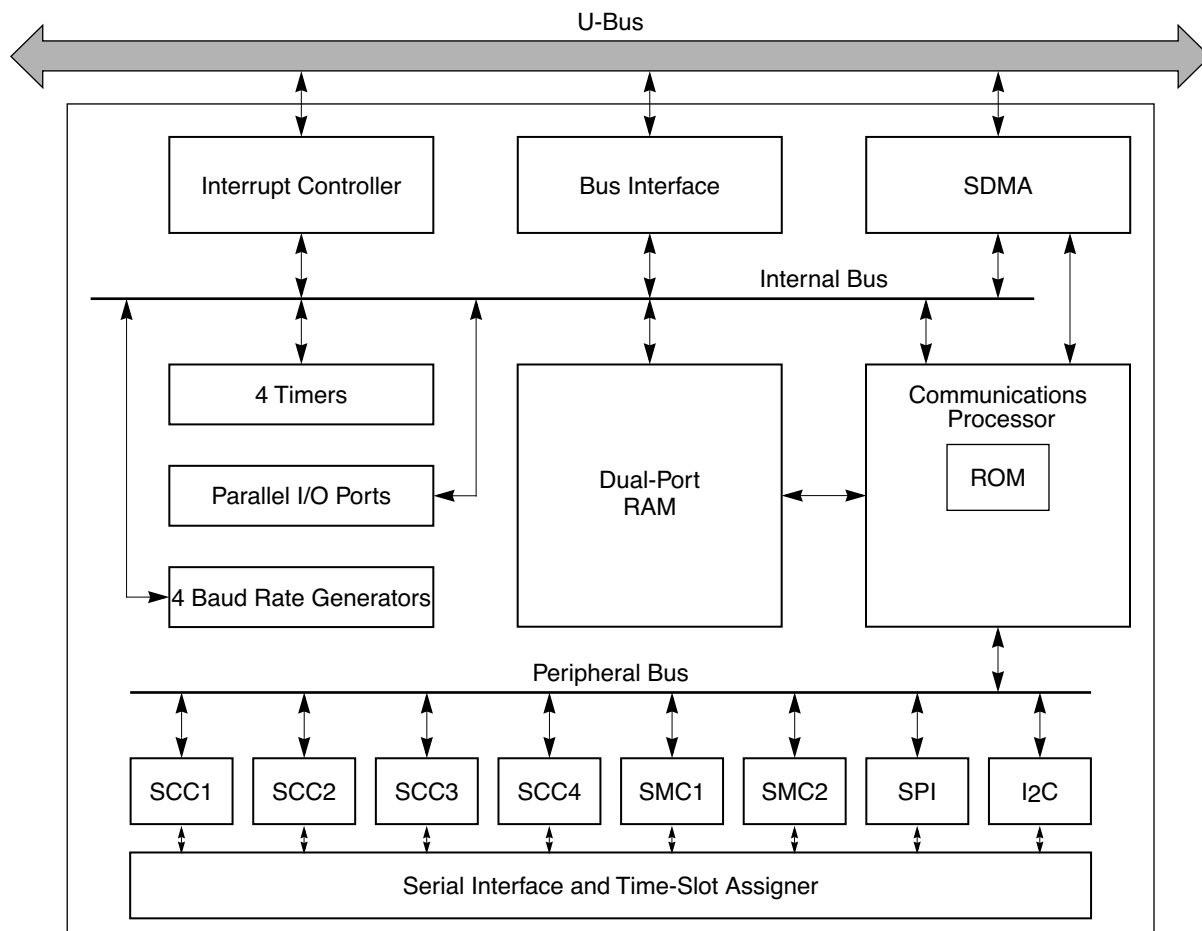 U-Bus
Interrupt Controller
Bus Interface
SDMA
Internal Bus
4 Timers
Parallel I/O Ports
4 Baud Rate Generators
Dual-Port
RAM
Communications
Processor
ROM
Peripheral Bus
SCC1
SCC2
SCC3
SCC4
SMC1
SMC2
SPI
I2C
Serial Interface and Time-Slot Assigner